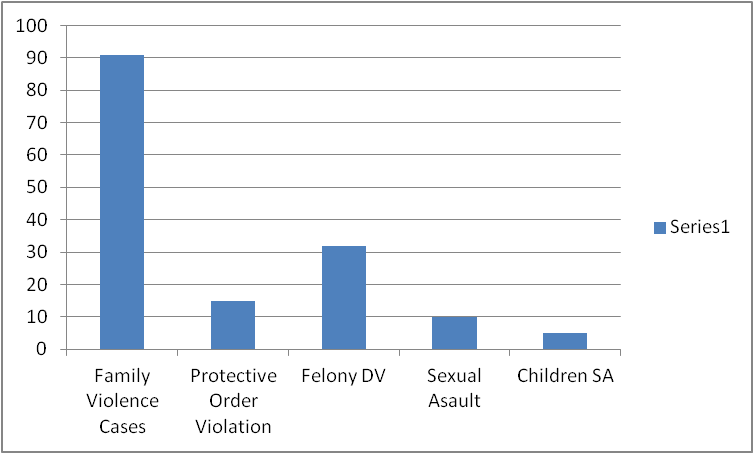 100
90
80
70
60
50
40
30
20
10
0
Family
Violence
Cases
Protective
Order
Violation
Felony DV
Sexual
Asault
Children SA
Series1